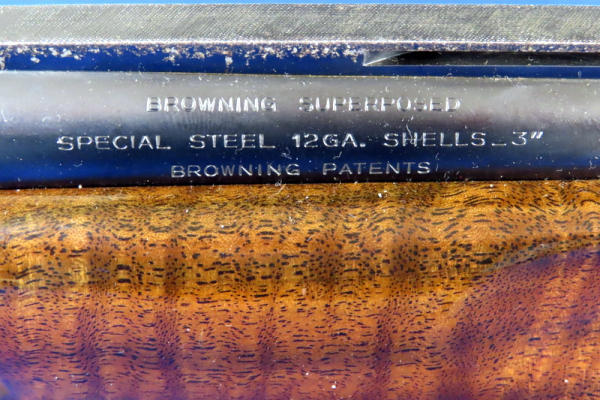 BROWNING SUPERPOSED
SPECIAL STEEL 12GA. SHELLS_3"
BROWNING PATENTS